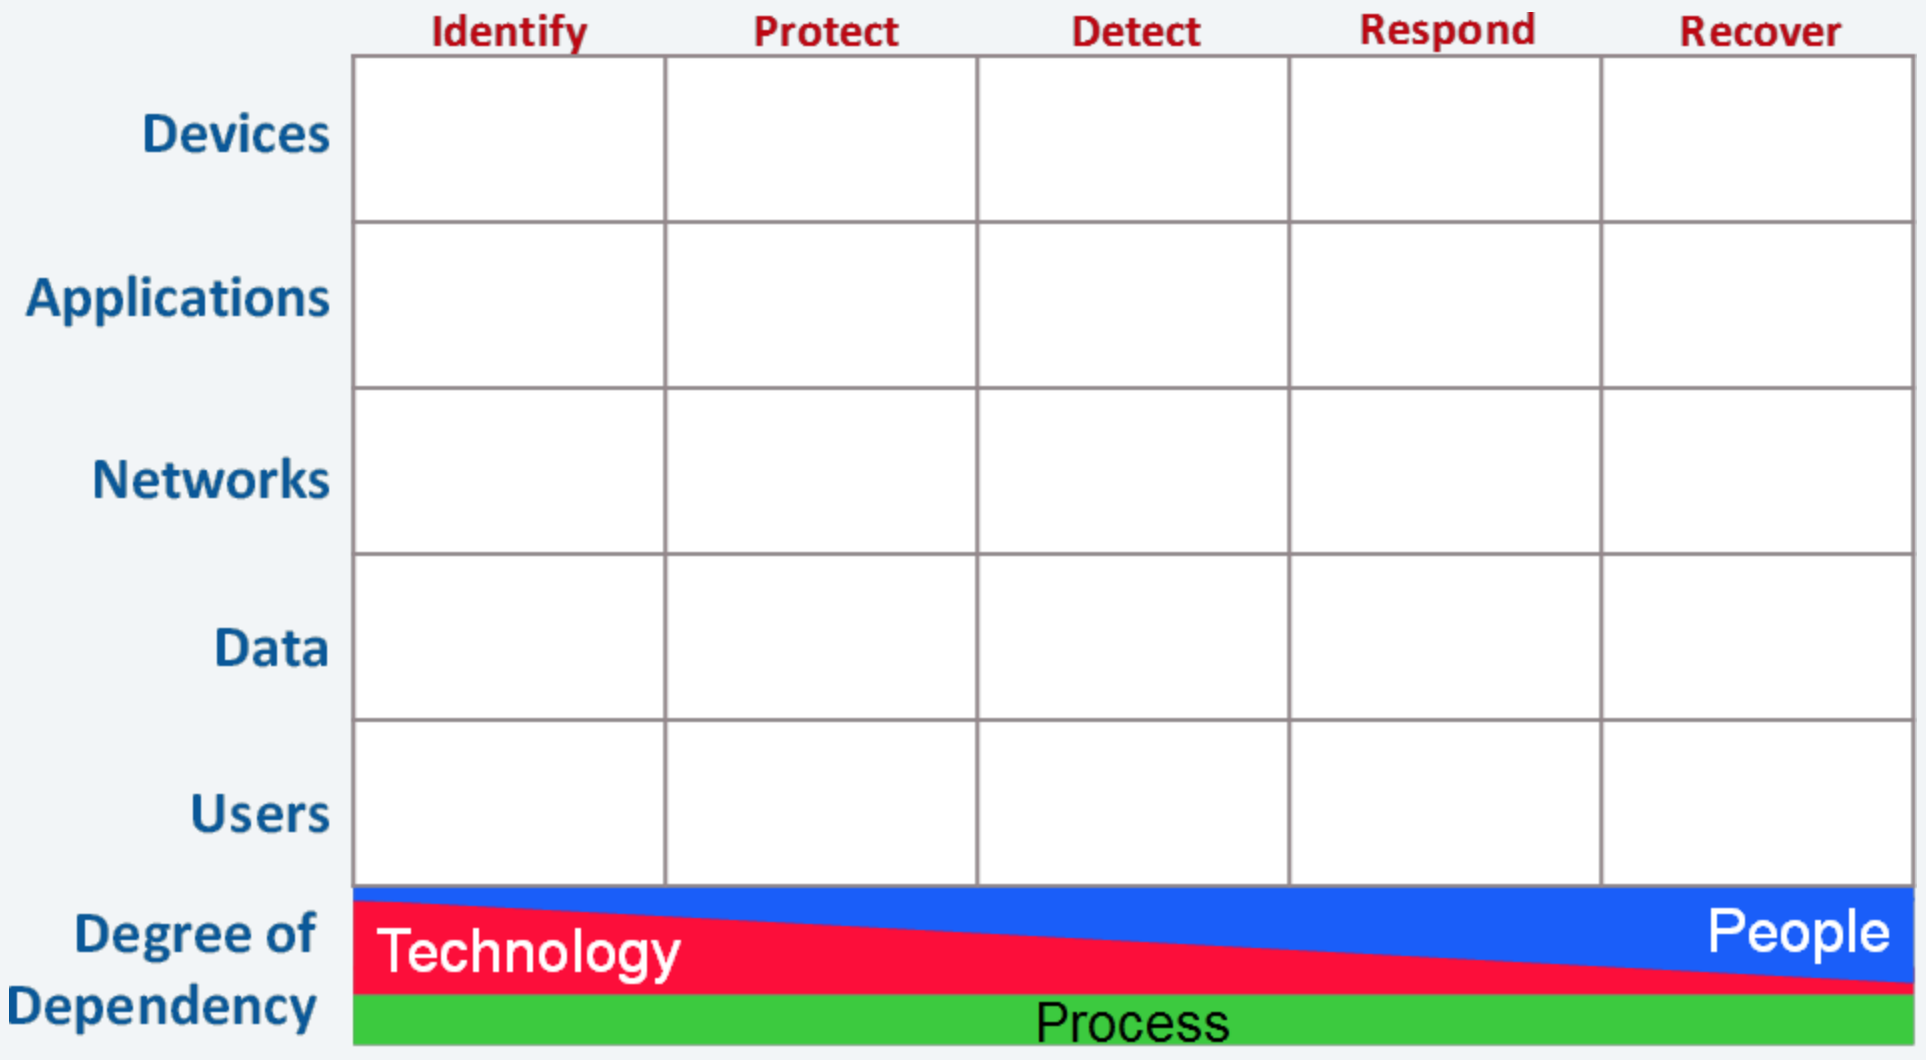 Identify Protect Detect Respond Recover
Devices
Applications
Networks
Data
Users
Degree of
Dependency
Technology
People
Process